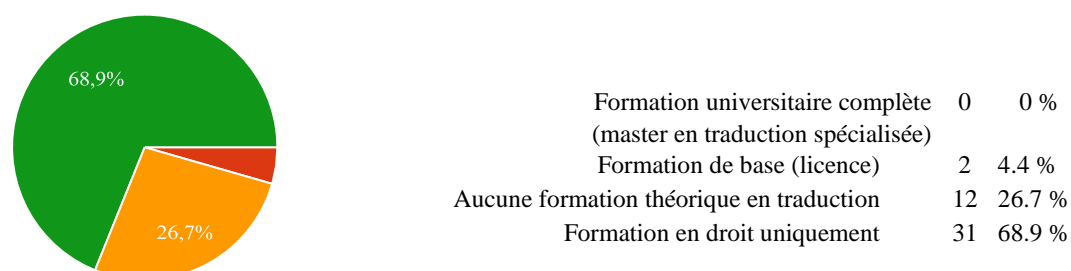 68,9%
26,7%
Formation universitaire complète 0 0 %
(master en traduction spécialisée)
Formation de base (licence) 2 4.4 %
Aucune formation théorique en traduction 12 26.7 %
Formation en droit uniquement 31 68.9 %